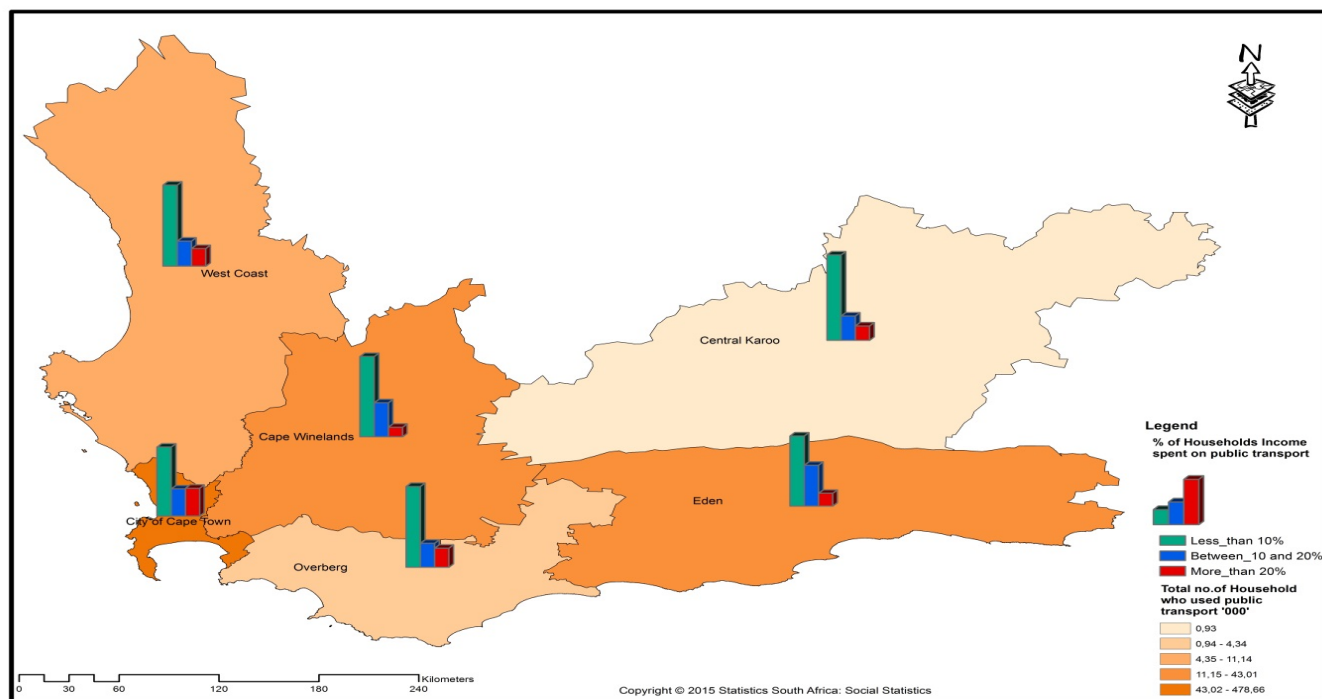 N
West Coast
Central Karoo
Cape Winelands
Eden
City of Cape Town
Overberg
Legend
% of Households Income
spent on public transport
Less_than 10%
Between_10 and 20%
More_than 20%
Total no.of Household
who used public
transport '000'
0,93
0,94 - 4,34
4,35 - 11,14
11,15 - 43,01
43,02 - 478,66
Kilometers
0 30 60 120 180 240
Copyright © 2015 Statistics South Africa: Social Statistics